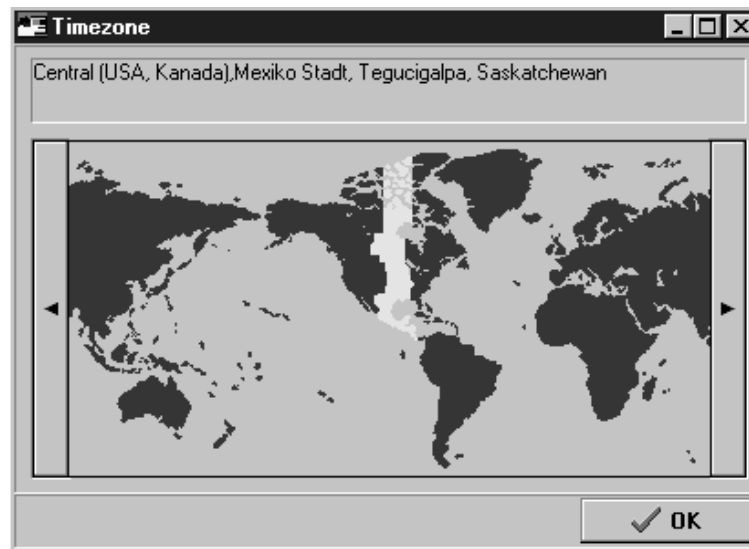 Timezone
Central (USA, Kanada),Mexiko Stadt, Tegucigalpa, Saskatchewan
OK